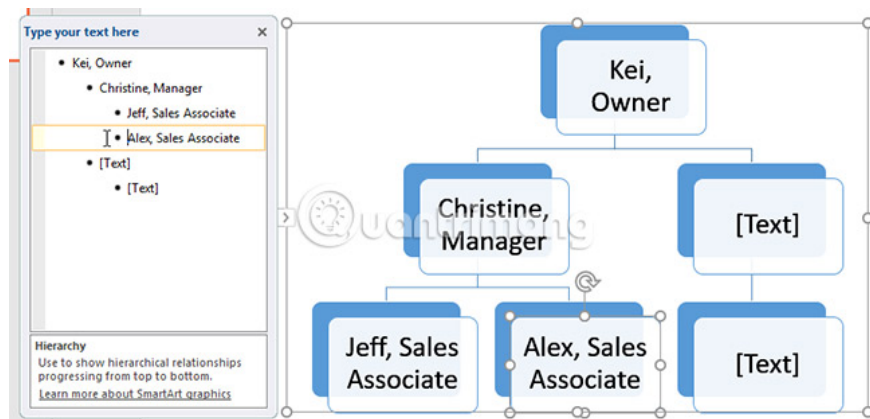 Type your text here
Kei, Owner
Christine, Manager
Jeff, Sales Associate
Alex, Sales Associate
[Text]
[Text]
Hierarchy
Use to show hierarchical relationships
progressing from top to bottom.
Learn more about SmartArt graphics
Kei,
Owner
Christine,
Manager
[Text]
Jeff, Sales
Associate
Alex, Sales
Associate
[Text]
Quantrimang